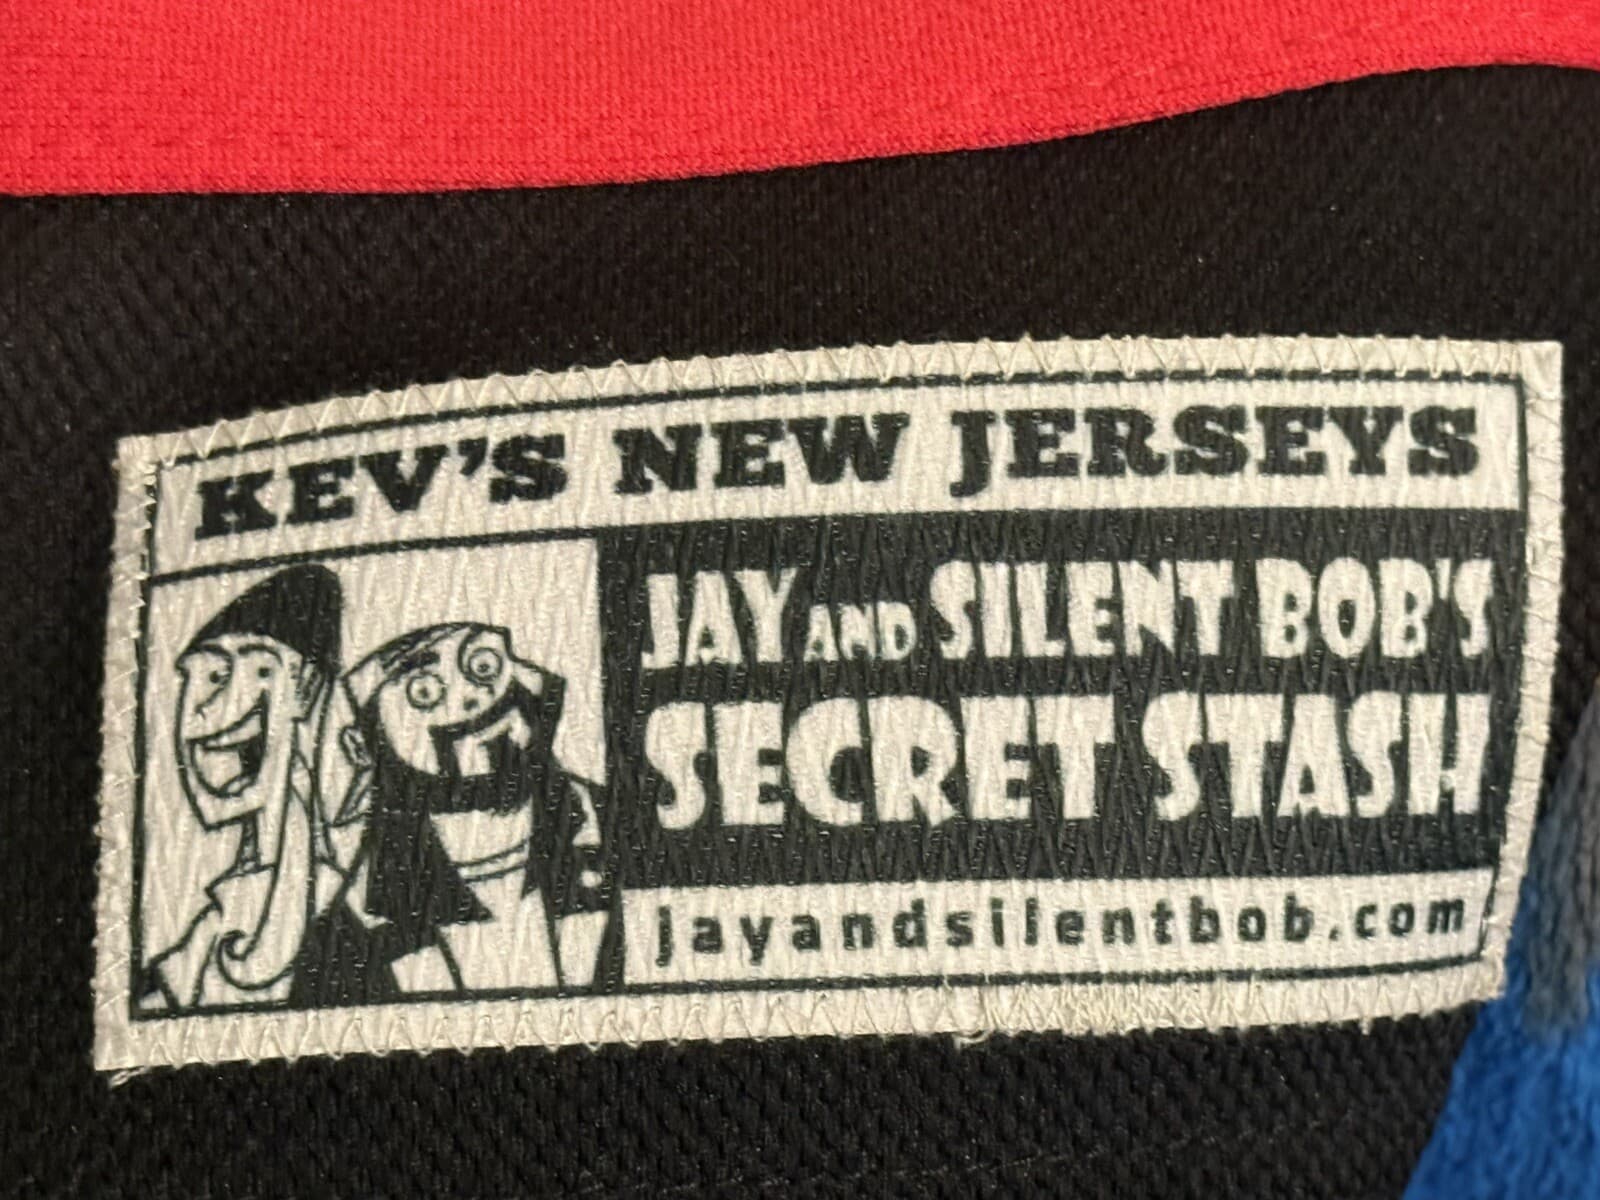 KEV'S NEW JERSEYS
JAY AND SILENT BOB'S
SECRET STASH
jayandsilentbob.com